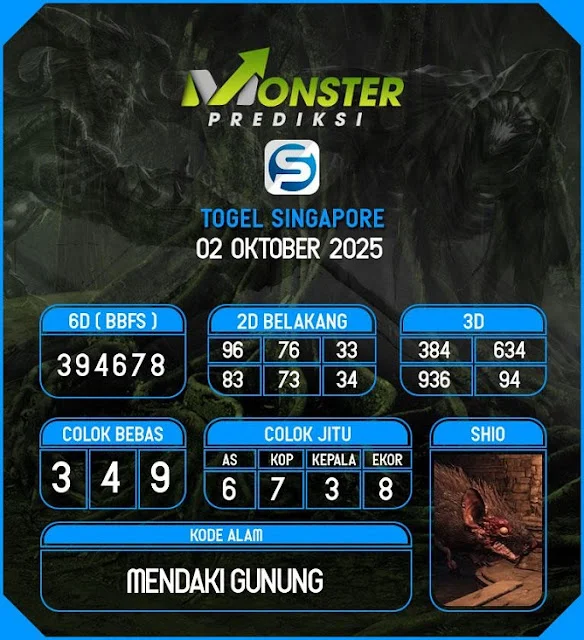 MONSTER
PREDIKSI
S
TOGEL SINGAPORE
02 OKTOBER 2025
6D ( BBFS )
394678
2D BELAKANG
96 76 33
83 73 34
3D
384 634
936 94
COLOK BEBAS
3 4 9
COLOK JITU
AS KOP KEPALA EKOR
6 7 3 8
SHIO
KODE ALAM
MENDAKI GUNUNG